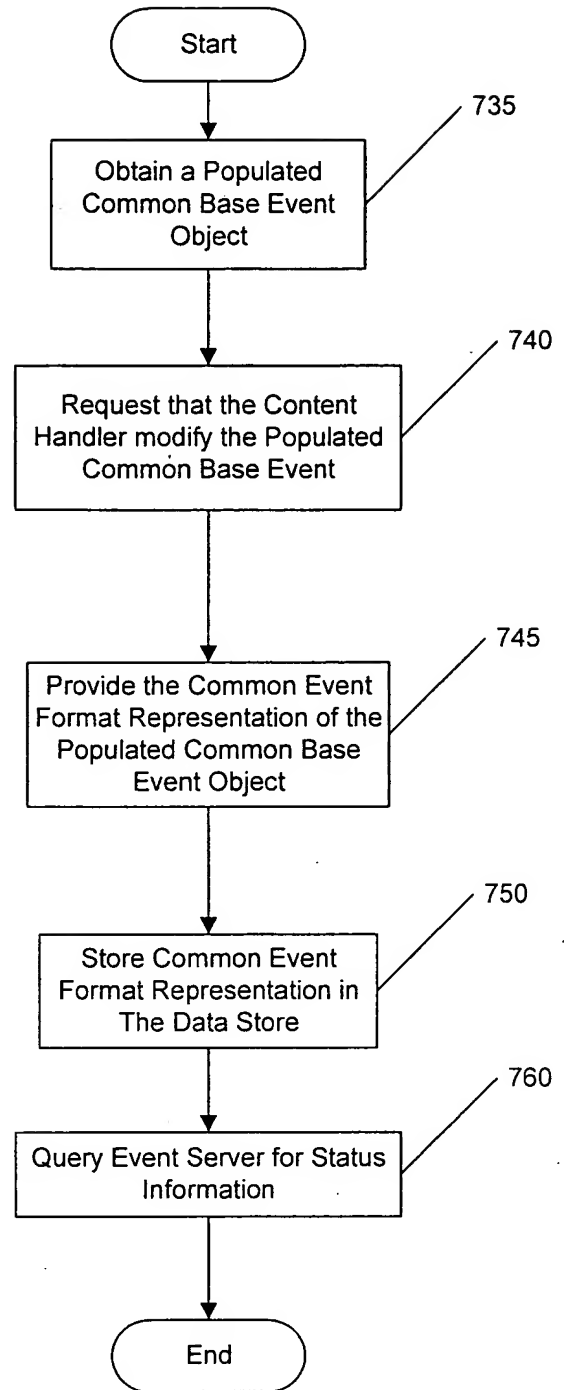 Start
735
Obtain a Populated
Common Base Event
Object
740
Request that the Content
Handler modify the Populated
Common Base Event
745
Provide the Common Event
Format Representation of the
Populated Common Base
Event Object
750
Store Common Event
Format Representation in
The Data Store
760
Query Event Server for Status
Information
End